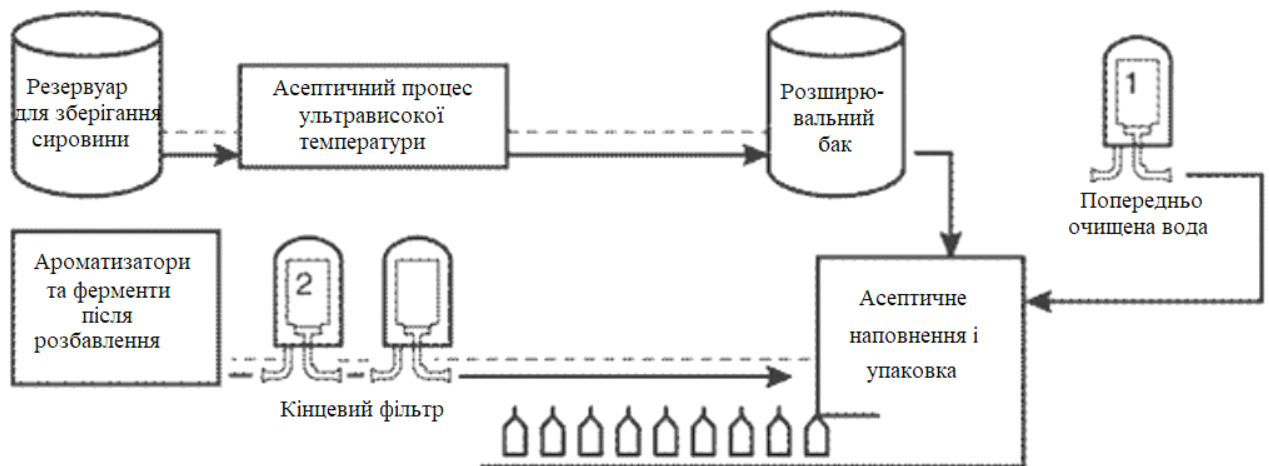 Резервуар
для зберігання
сировини
Асептичний процес
ультрависокої
температури
Розширю-
вальний
бак
1
Попередньо
очищена вода
Ароматизатори
та ферменти
після
розбавлення
2
Кінцевий фільтр
Асептичне
наповнення і
упаковка